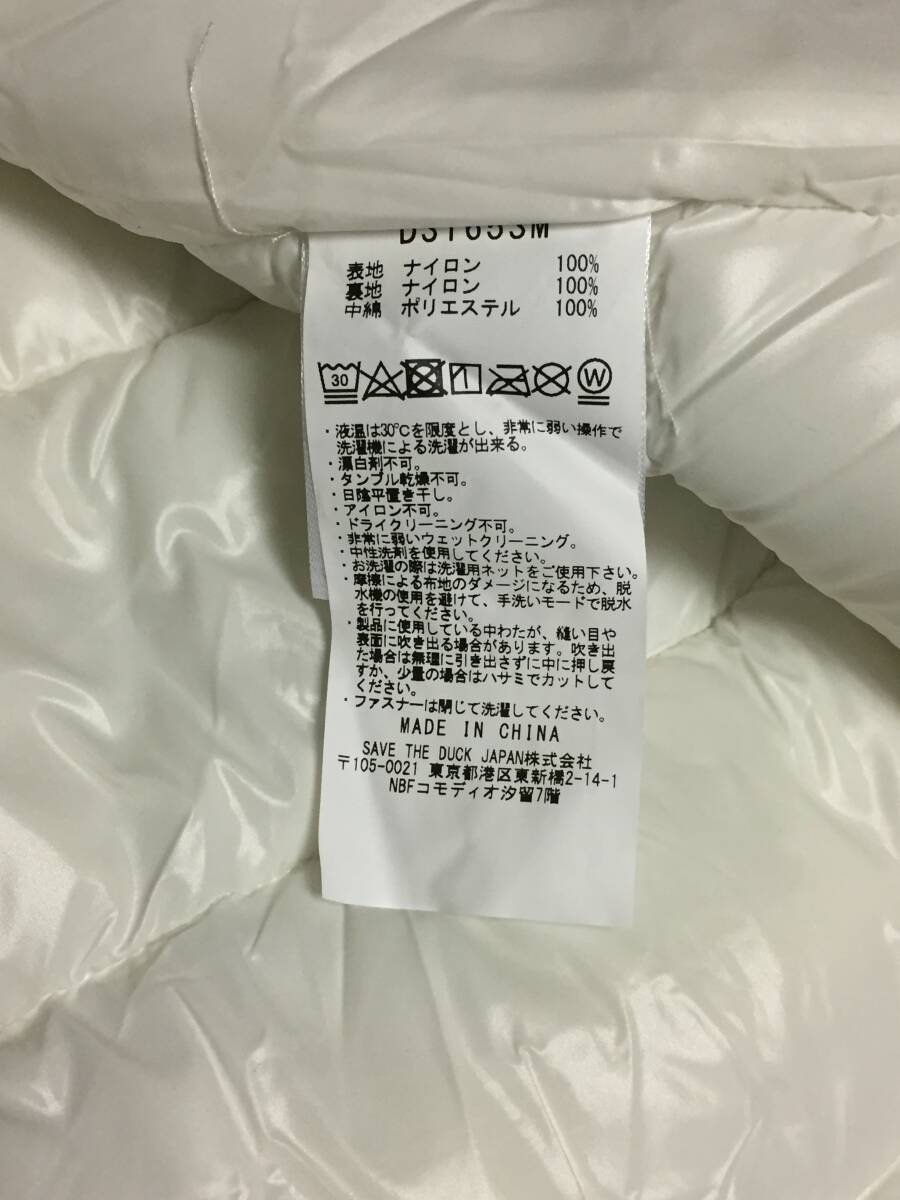 D31653M
表地 ナイロン 100%
裏地 ナイロン 100%
中綿 ポリエステル 100%
30 W
・液温は30℃を限度とし、非常に弱い操作で
洗濯機による洗濯が出来る。
・漂白剤不可。
・タンブル乾燥不可。
・日陰平置き干し。
・アイロン不可。
・ドライクリーニング不可。
・非常に弱いウェットクリーニング。
・中性洗剤を使用してください。
・お洗濯の際は洗濯用ネットをご使用下さい。
・摩擦による布地のダメージになるため、脱
水機の使用を避けて、手洗いモードで脱水
を行ってください。
・製品に使用している中わたが、縫い目や
表面に吹き出る場合があります。吹き出
た場合は無理に引き出さずに中に押し戻
すか、少量の場合はハサミでカットして
ください。
・ファスナーは閉じて洗濯してください。
MADE IN CHINA
SAVE THE DUCK JAPAN株式会社
〒105-0021 東京都港区東新橋2-14-1
NBFコモディオ汐留7階